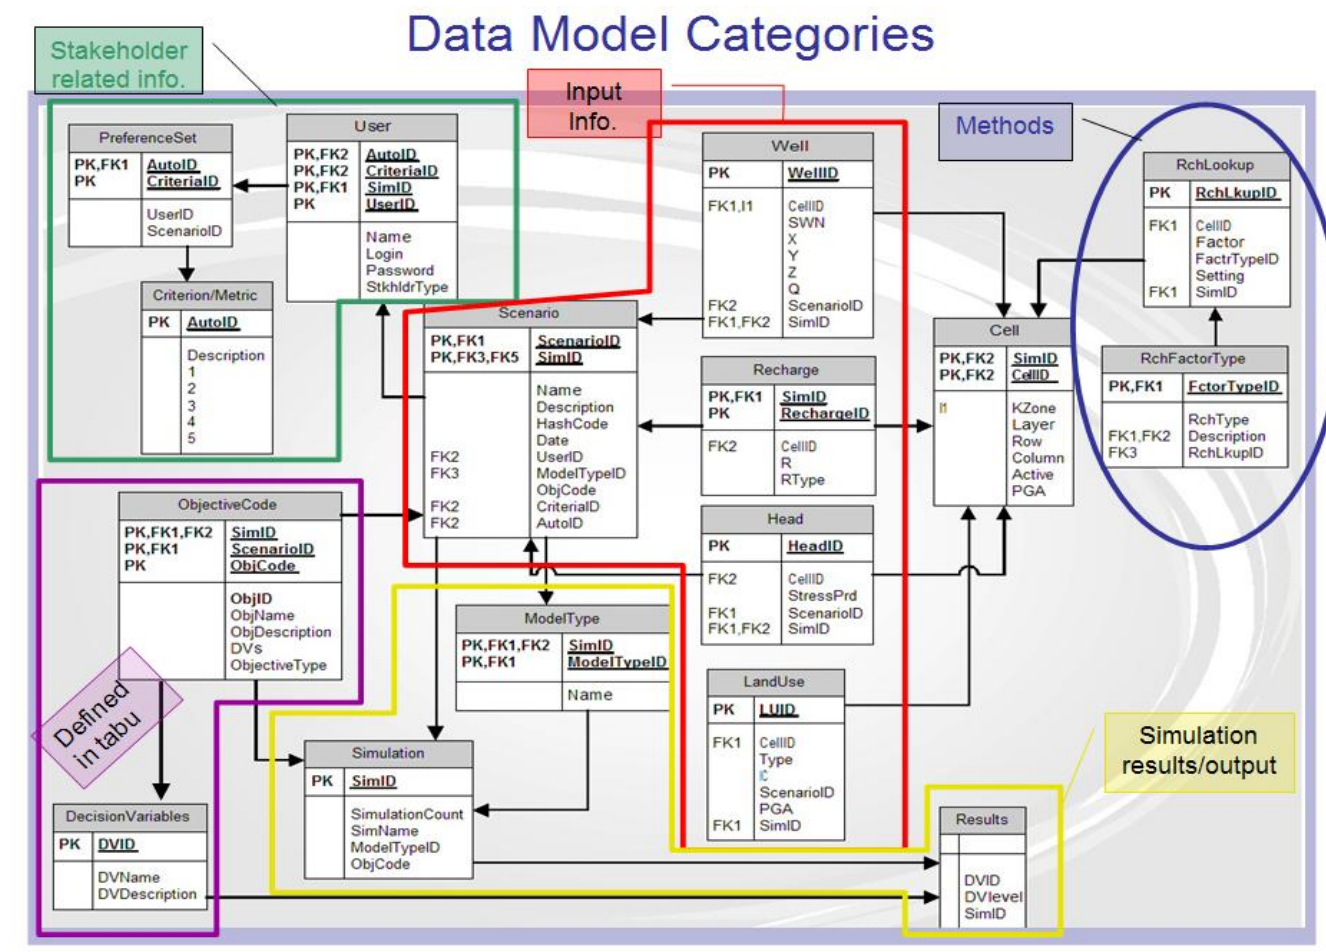 Data Model Categories
Stakeholder
related info.
Input
Info.
Methods
PreferenceSet
PK,FK1 AutoID
PK CriteriaID
UserID
ScenarioID
User
PK,FK2 AutoID
PK,FK2 CriteriaID
PK,FK1 SimID
PK UserID
Name
Login
Password
StkhldrType
Criterion/Metric
PK AutoID
Description
1
2
3
4
5
Scenario
PK,FK1 ScenarioID
PK,FK3,FK5 SimID
Name
Description
HashCode
Date
FK2 UserID
FK3 ModelTypeID
ObjCode
FK2 CriteriaID
FK2 AutoID
Well
PK WellID
FK1,I1 CellID
SWN
X
Y
Z
Q
FK2 ScenarioID
FK1,FK2 SimID
Recharge
PK,FK1 SimID
PK RechargeID
FK2 CellID
R
RType
Head
PK HeadID
FK2 CellID
StressPrd
FK1 ScenarioID
FK1,FK2 SimID
LandUse
PK LUID
FK1 CellID
Type
IC
ScenarioID
PGA
FK1 SimID
Cell
PK,FK2 SimID
PK,FK2 CellID
I1 KZone
Layer
Row
Column
Active
PGA
RchLookup
PK RchLkupID
FK1 CellID
Factor
FactrTypeID
Setting
FK1 SimID
RchFactorType
PK,FK1 FctorTypeID
RchType
FK1,FK2 Description
FK3 RchLkupID
ObjectiveCode
PK,FK1,FK2 SimID
PK,FK1 ScenarioID
PK ObjCode
ObjID
ObjName
ObjDescription
DVs
ObjectiveType
Defined
in tabu
ModelType
PK,FK1,FK2 SimID
PK,FK1 ModelTypeID
Name
Simulation
PK SimID
SimulationCount
SimName
ModelTypeID
ObjCode
DecisionVariables
PK DVID
DVName
DVDescription
Simulation
results/output
Results
DVID
DVlevel
SimID